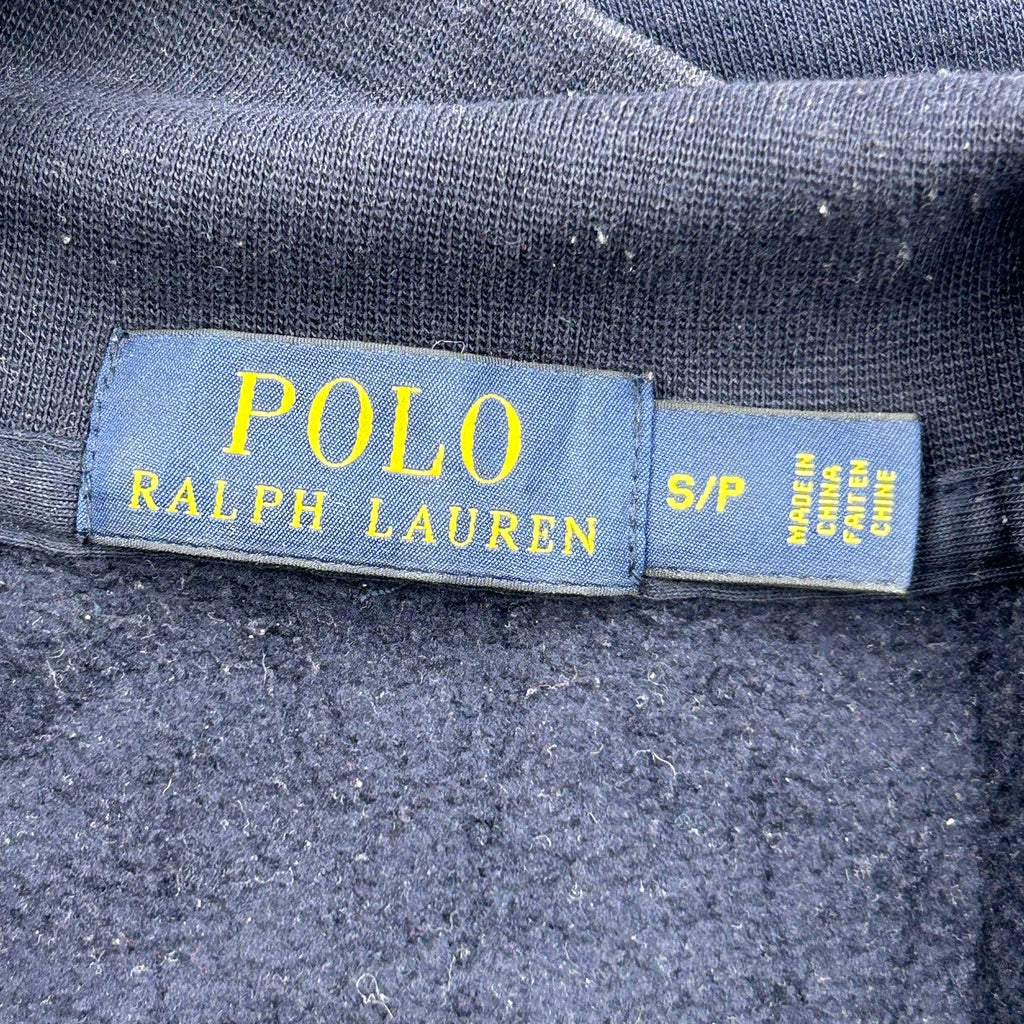 POLO
RALPH LAUREN
S/P
MADE IN
CHINA
FAIT EN
CHINE